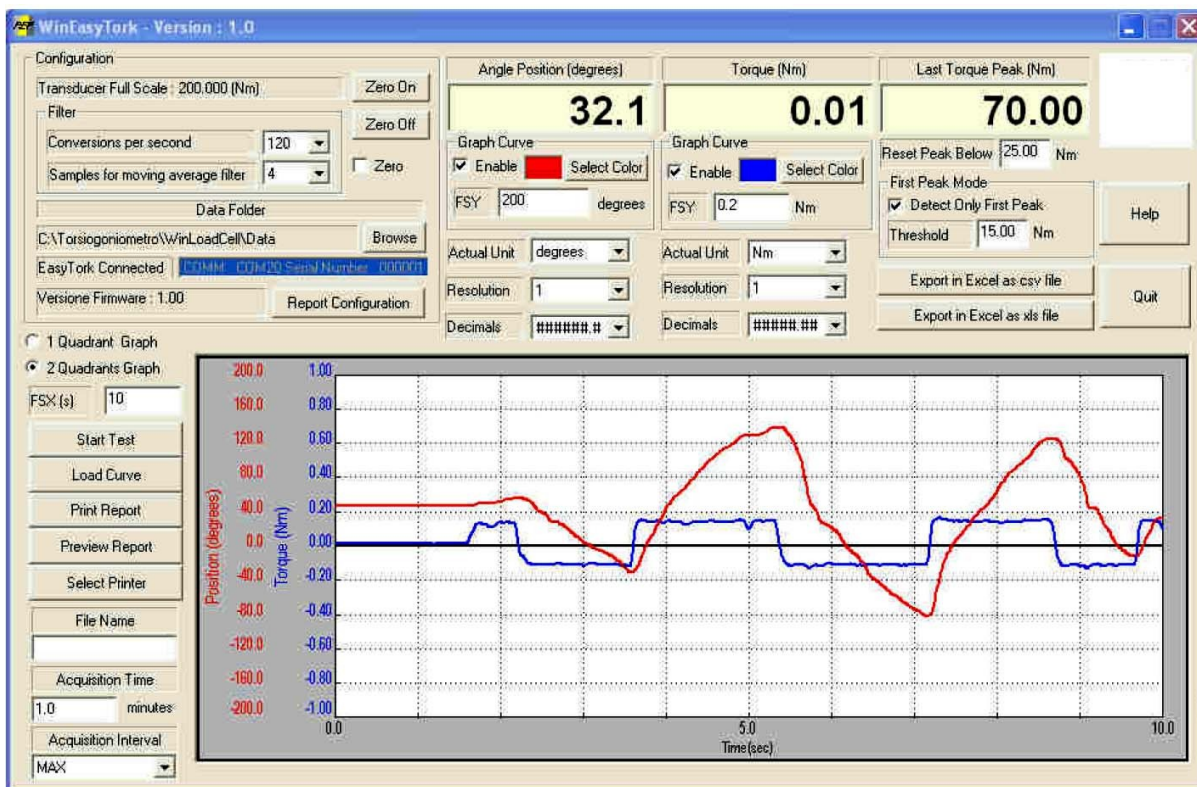 WinEasyTork - Version : 1.0
Configuration
Transducer Full Scale : 200.000 (Nm)
Zero On
Filter
Zero Off
Conversions per second 120
Samples for moving average filter 4
Zero
Data Folder
C:\Torsiogoniometro\WinLoadCell\Data
Browse
EasyTork Connected COMM: COM20 Serial Number 000001
Versione Firmware : 1.00
Report Configuration
Angle Position (degrees)
32.1
Graph Curve
Enable Select Color
FSY 200 degrees
Actual Unit degrees
Resolution 1
Decimals ######.#
Torque (Nm)
0.01
Graph Curve
Enable Select Color
FSY 0.2 Nm
Actual Unit Nm
Resolution 1
Decimals #####.##
Last Torque Peak (Nm)
70.00
Reset Peak Below 25.00 Nm
First Peak Mode
Detect Only First Peak
Threshold 15.00 Nm
Export in Excel as csv file
Export in Excel as xls file
Help
Quit
1 Quadrant Graph
2 Quadrants Graph
FSX (s) 10
Start Test
Load Curve
Print Report
Preview Report
Select Printer
File Name
Acquisition Time
1.0 minutes
Acquisition Interval
MAX
Position (degrees)
200.0
160.0
120.0
80.0
40.0
0.0
-40.0
-80.0
-120.0
-160.0
-200.0
Torque (Nm)
1.00
0.80
0.60
0.40
0.20
0.00
-0.20
-0.40
-0.60
-0.80
-1.00
0.0 5.0 10.0
Time(sec)